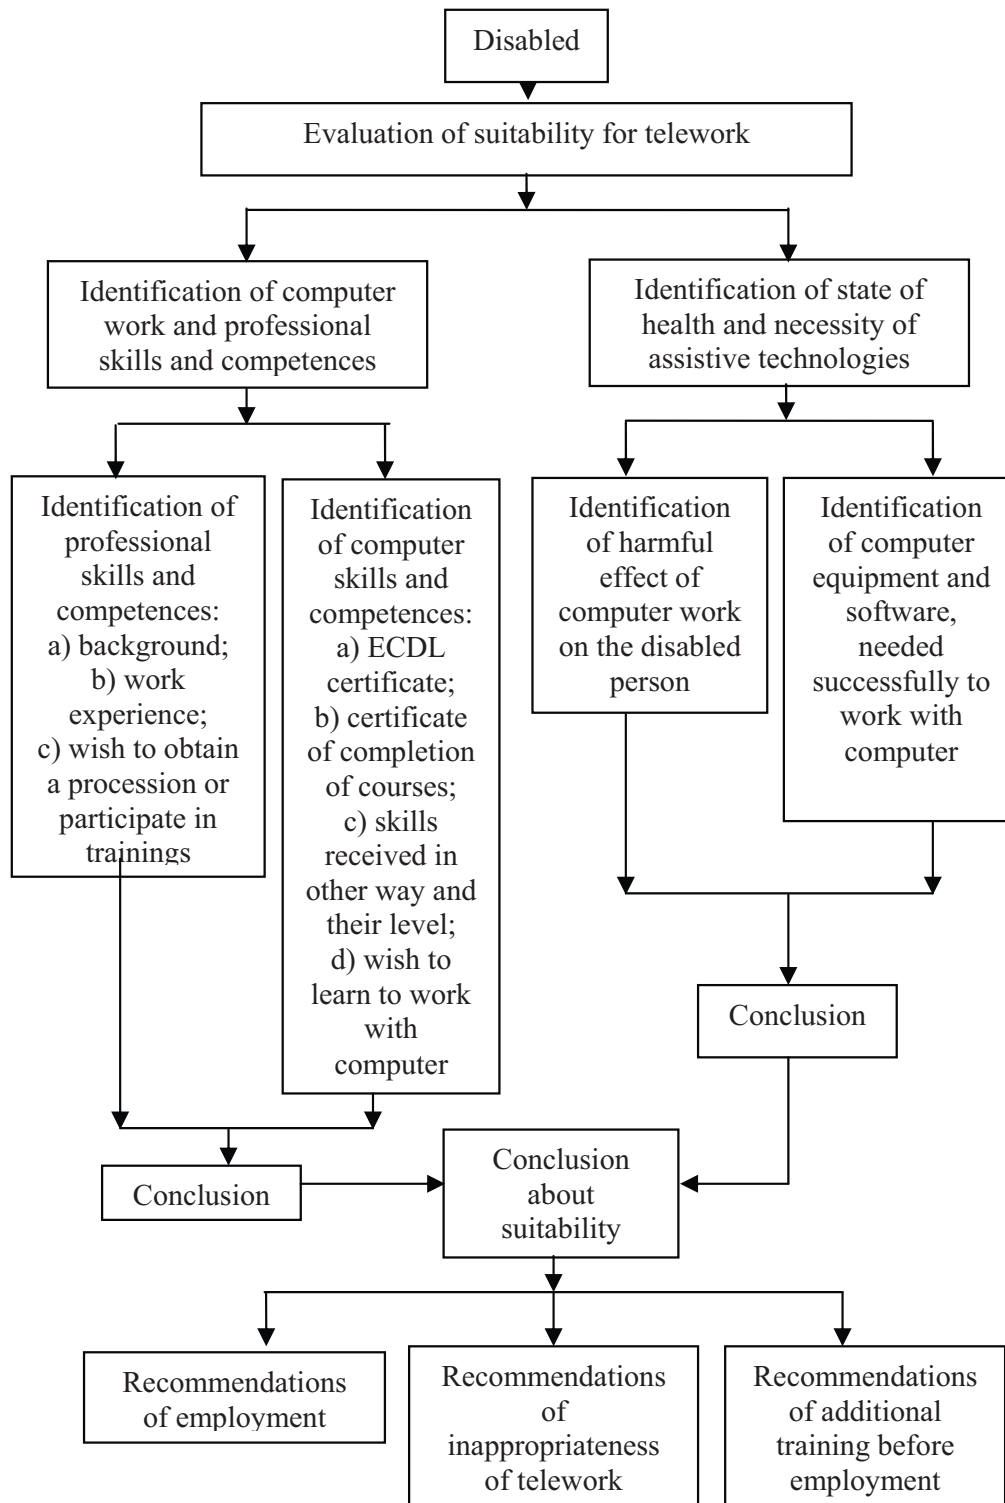 Disabled
Evaluation of suitability for telework
Identification of computer
work and professional
skills and competences
Identification of state of
health and necessity of
assistive technologies
Identification of
professional
skills and
competences:
a) background;
b) work
experience;
c) wish to obtain
a procession or
participate in
trainings
Identification
of computer
skills and
competences:
a) ECDL
certificate;
b) certificate
of completion
of courses;
c) skills
received in
other way and
their level;
d) wish to
learn to work
with
computer
Identification
of harmful
effect of
computer work
on the disabled
person
Identification
of computer
equipment and
software,
needed
successfully to
work with
computer
Conclusion
Conclusion
Conclusion
about
suitability
Recommendations
of employment
Recommendations
of
inappropriateness
of telework
Recommendations
of additional
training before
employment